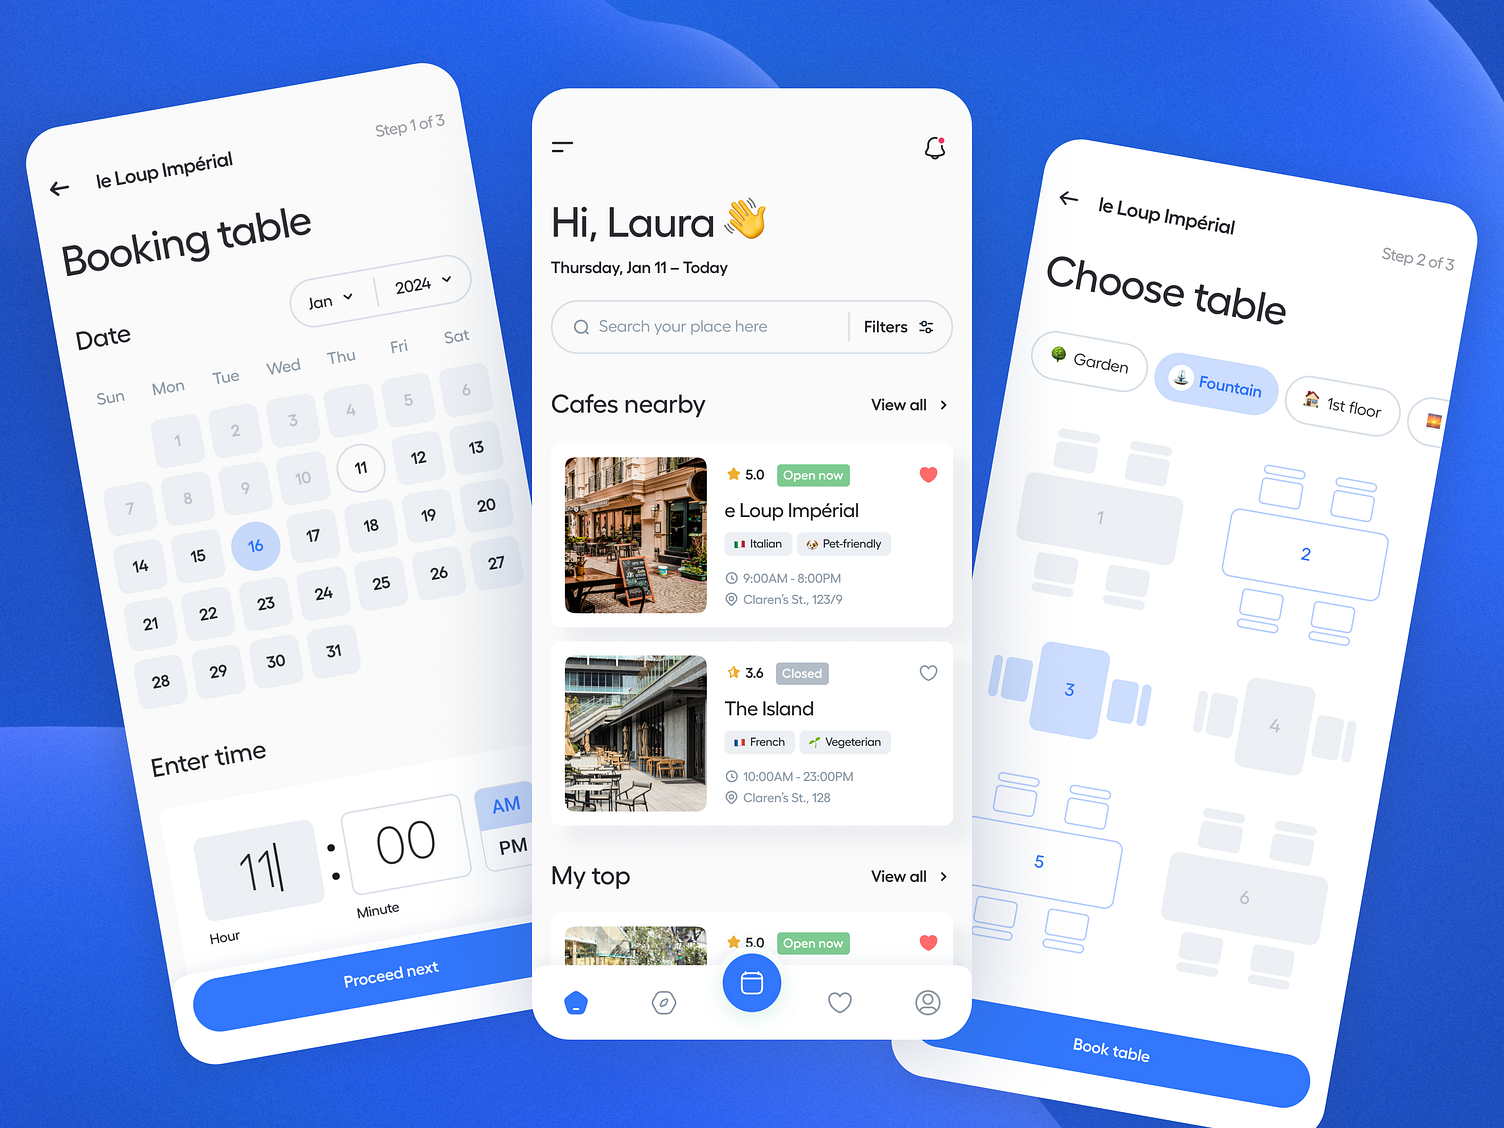 Step 1 of 3
le Loup Impérial
Booking table
Jan 2024
Date
Sun Mon Tue Wed Thu Fri Sat
1 2 3 4 5 6
7 8 9 10 11 12 13
14 15 16 17 18 19 20
21 22 23 24 25 26 27
28 29 30 31
Enter time
11 : 00
AM
PM
Hour
Minute
Proceed next
Hi, Laura 👋
Thursday, Jan 11 – Today
Search your place here
Filters
Cafes nearby
View all
5.0 Open now
e Loup Impérial
Italian Pet-friendly
9:00AM - 8:00PM
Claren's St., 123/9
3.6 Closed
The Island
French Vegeterian
10:00AM - 23:00PM
Claren's St., 128
My top
View all
5.0 Open now
le Loup Impérial
Step 2 of 3
Choose table
Garden Fountain 1st floor
1
2
3
4
5
6
Book table